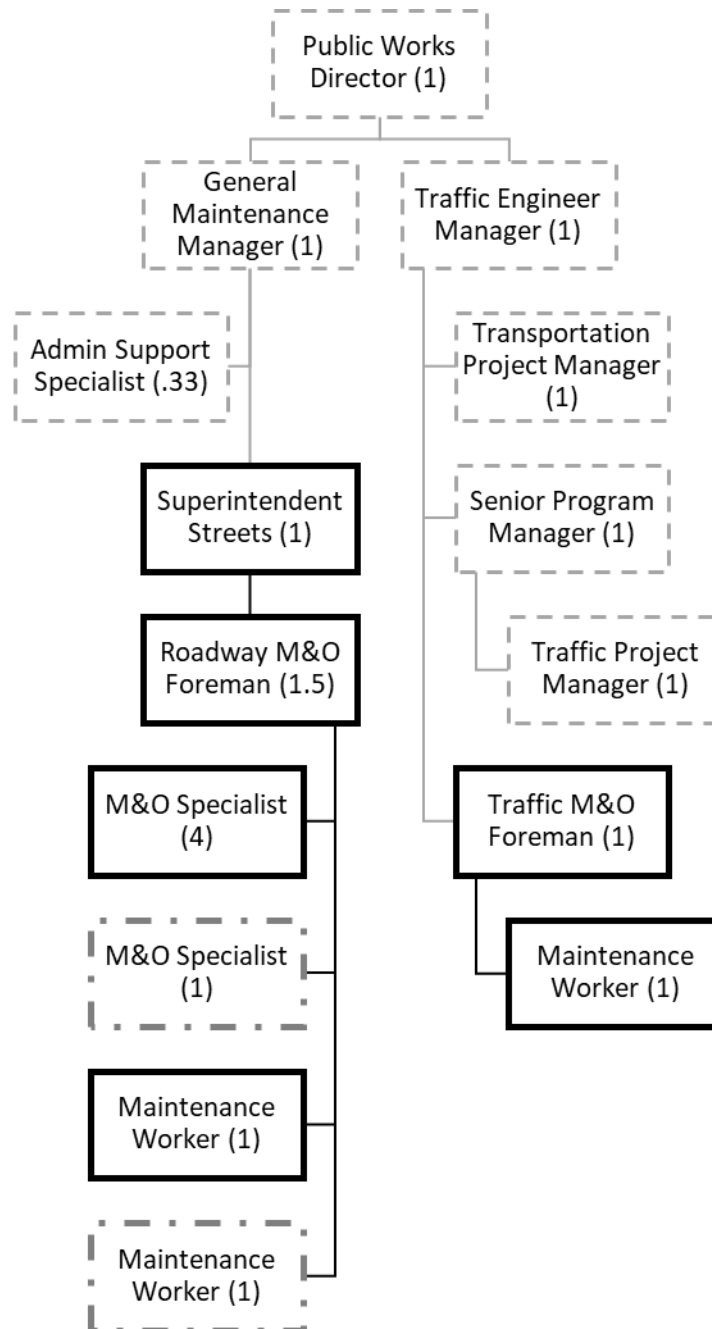 Public Works
Director (1)
General
Maintenance
Manager (1)
Traffic Engineer
Manager (1)
Admin Support
Specialist (.33)
Transportation
Project Manager
(1)
Superintendent
Streets (1)
Senior Program
Manager (1)
Roadway M&O
Foreman (1.5)
Traffic Project
Manager (1)
M&O Specialist
(4)
Traffic M&O
Foreman (1)
M&O Specialist
(1)
Maintenance
Worker (1)
Maintenance
Worker (1)
Maintenance
Worker (1)